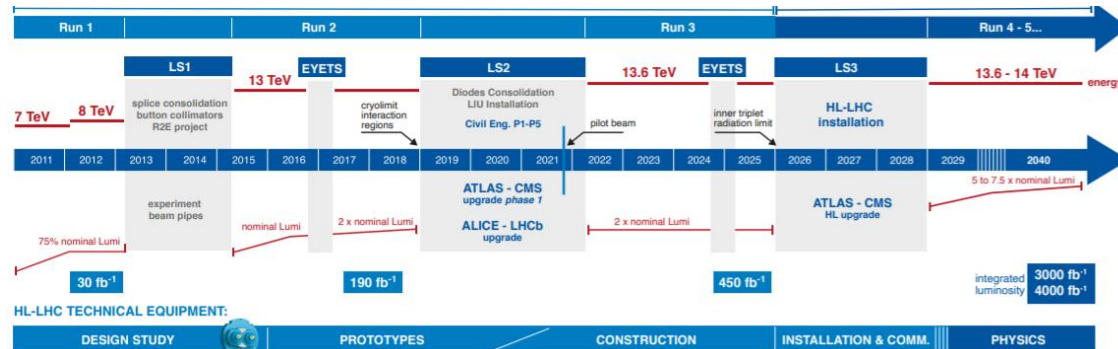 Run 1 Run 2 Run 3 Run 4 - 5...
LS1 EYETS LS2 EYETS LS3
13 TeV 13.6 TeV 13.6 - 14 TeV
energy
7 TeV 8 TeV
splice consolidation
button collimators
R2E project
cryolimit
interaction
regions
Diodes Consolidation
LIU Installation
Civil Eng. P1-P5
pilot beam
inner triplet
radiation limit
HL-LHC
installation
2011 2012 2013 2014 2015 2016 2017 2018 2019 2020 2021 2022 2023 2024 2025 2026 2027 2028 2029 2040
experiment
beam pipes
ATLAS - CMS
upgrade phase 1
ALICE - LHCb
upgrade
ATLAS - CMS
HL upgrade
5 to 7.5 x nominal Lumi
75% nominal Lumi
nominal Lumi
2 x nominal Lumi
2 x nominal Lumi
30 fb⁻¹ 190 fb⁻¹ 450 fb⁻¹
integrated
luminosity
3000 fb⁻¹
4000 fb⁻¹
HL-LHC TECHNICAL EQUIPMENT:
DESIGN STUDY PROTOTYPES CONSTRUCTION INSTALLATION & COMM. PHYSICS